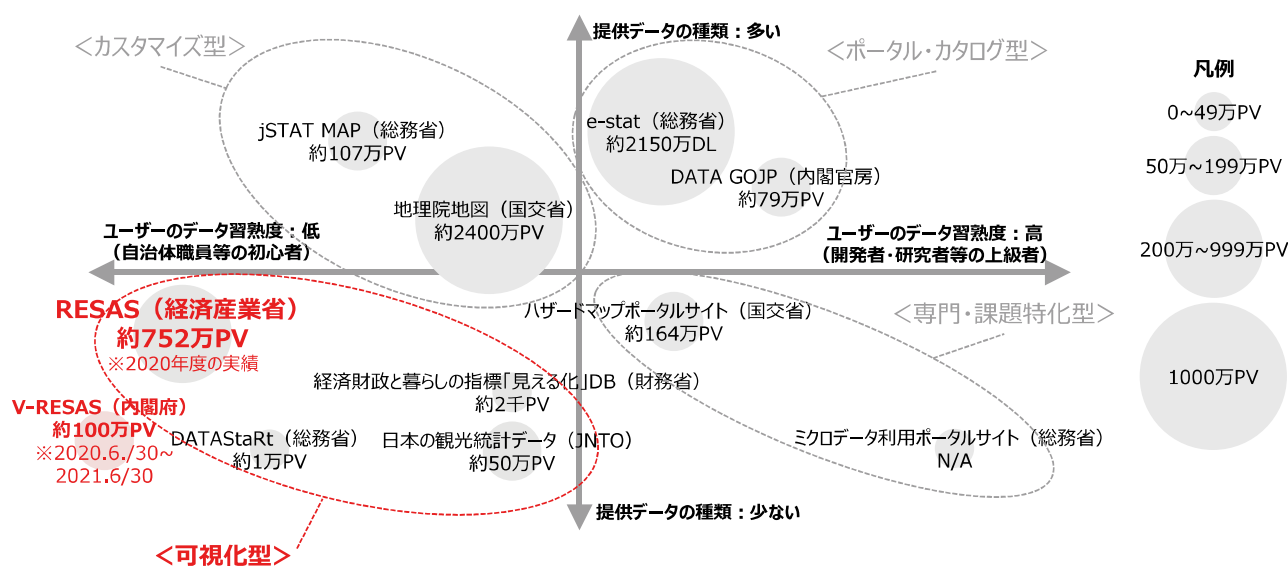 提供データの種類：多い
＜カスタマイズ型＞
＜ポータル・カタログ型＞
凡例
0~49万PV
50万~199万PV
200万~999万PV
1000万PV
jSTAT MAP（総務省）
約107万PV
e-stat（総務省）
約2150万DL
DATA GOJP（内閣官房）
約79万PV
地理院地図（国交省）
約2400万PV
ユーザーのデータ習熟度：低
（自治体職員等の初心者）
ユーザーのデータ習熟度：高
（開発者・研究者等の上級者）
RESAS（経済産業省）
約752万PV
※2020年度の実績
ハザードマップポータルサイト（国交省）
約164万PV
＜専門・課題特化型＞
経済財政と暮らしの指標「見える化」DB（財務省）
約2千PV
V-RESAS（内閣府）
約100万PV
※2020.6./30~
2021.6/30
DATAStaRt（総務省）
約1万PV
日本の観光統計データ（JNTO）
約50万PV
ミクロデータ利用ポータルサイト（総務省）
N/A
提供データの種類：少ない
＜可視化型＞